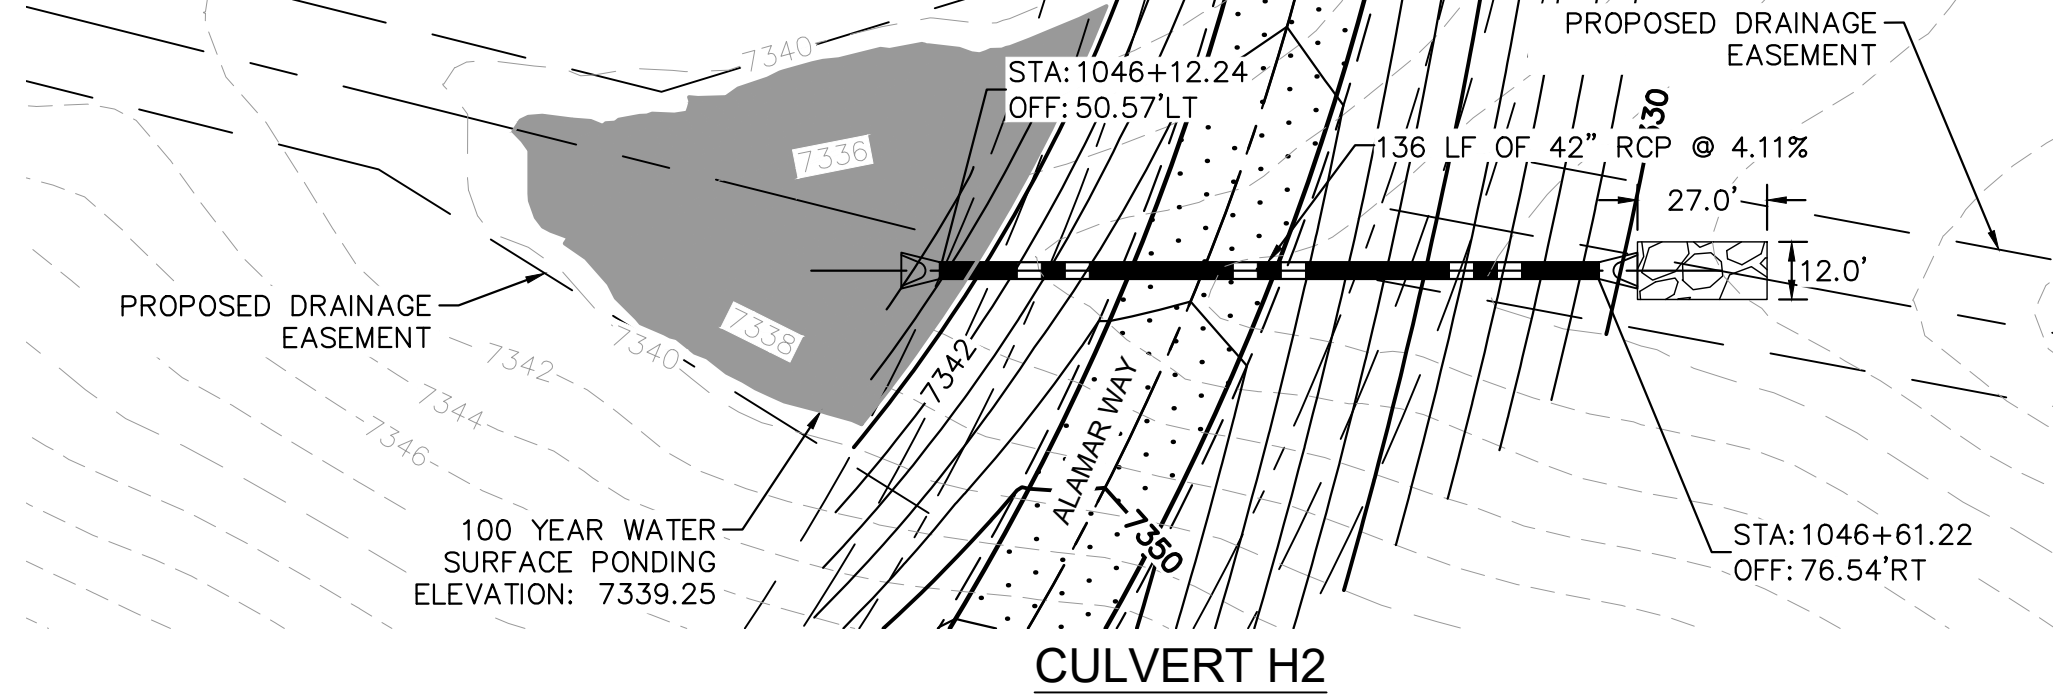 PROPOSED DRAINAGE
EASEMENT
7340
STA: 1046+12.24
OFF: 50.57'LT
7336
136 LF OF 42” RCP @ 4.11%
27.0'
12.0'
PROPOSED DRAINAGE
EASEMENT
7338
7340
7342
7342
7344
7346
ALAMAR WAY
7350
100 YEAR WATER
SURFACE PONDING
ELEVATION: 7339.25
STA: 1046+61.22
OFF: 76.54'RT
CULVERT H2